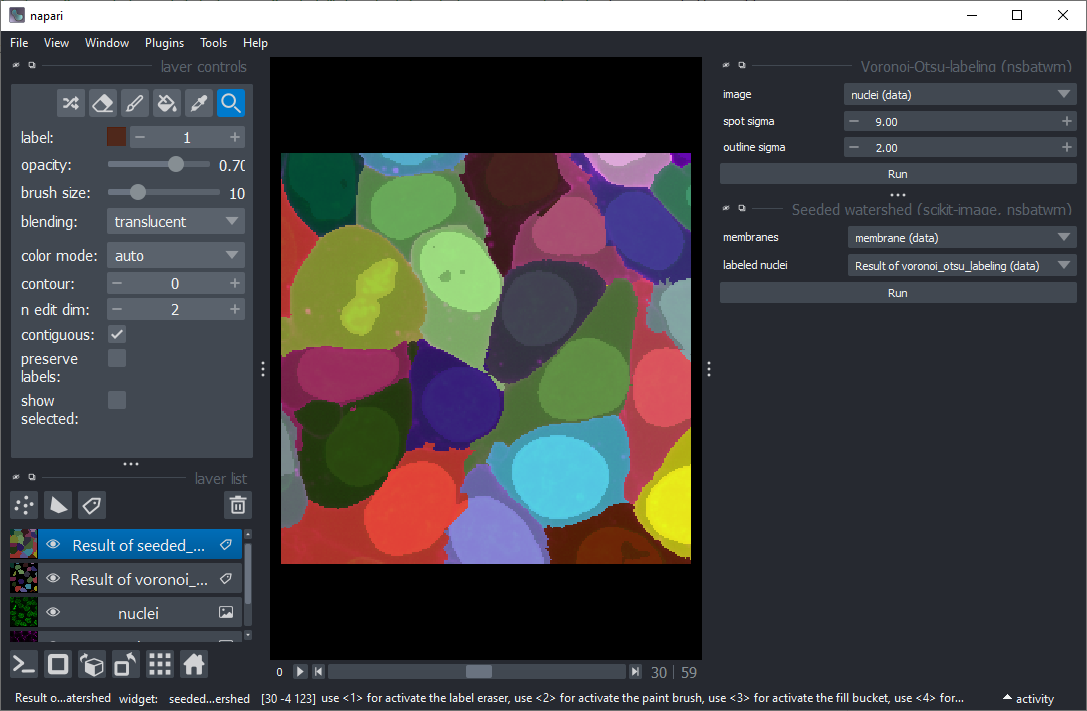 napari
File View Window Plugins Tools Help
layer controls
label: 1
opacity: 0.70
brush size: 10
blending: translucent
color mode: auto
contour: 0
n edit dim: 2
contiguous:
preserve
labels:
show
selected:
layer list
Result of seeded_...
Result of voronoi_...
nuclei
Voronoi-Otsu-labeling (nsbatwm)
image nuclei (data)
spot sigma 9.00
outline sigma 2.00
Run
Seeded watershed (scikit-image, nsbatwm)
membranes membrane (data)
labeled nuclei Result of voronoi_otsu_labeling (data)
Run
0 30 | 59
Result o...atershed widget: seeded...ershed [30 -4 123] use <1> for activate the label eraser, use <2> for activate the paint brush, use <3> for activate the fill bucket, use <4> for... activity